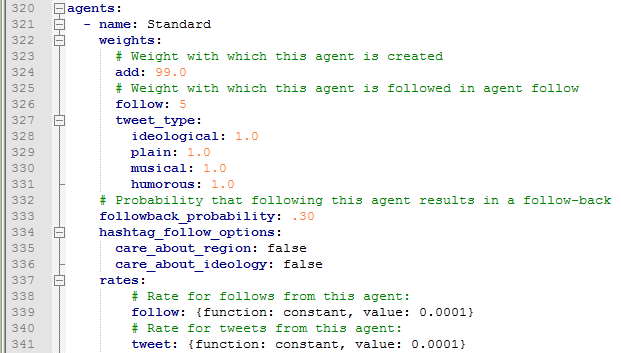 320 agents:
321   - name: Standard
322     weights:
323       # Weight with which this agent is created
324       add: 99.0
325       # Weight with which this agent is followed in agent follow
326       follow: 5
327       tweet_type:
328         ideological: 1.0
329         plain: 1.0
330         musical: 1.0
331         humorous: 1.0
332     # Probability that following this agent results in a follow-back
333     followback_probability: .30
334     hashtag_follow_options:
335       care_about_region: false
336       care_about_ideology: false
337     rates:
338         # Rate for follows from this agent:
339         follow: {function: constant, value: 0.0001}
340         # Rate for tweets from this agent:
341         tweet: {function: constant, value: 0.0001}